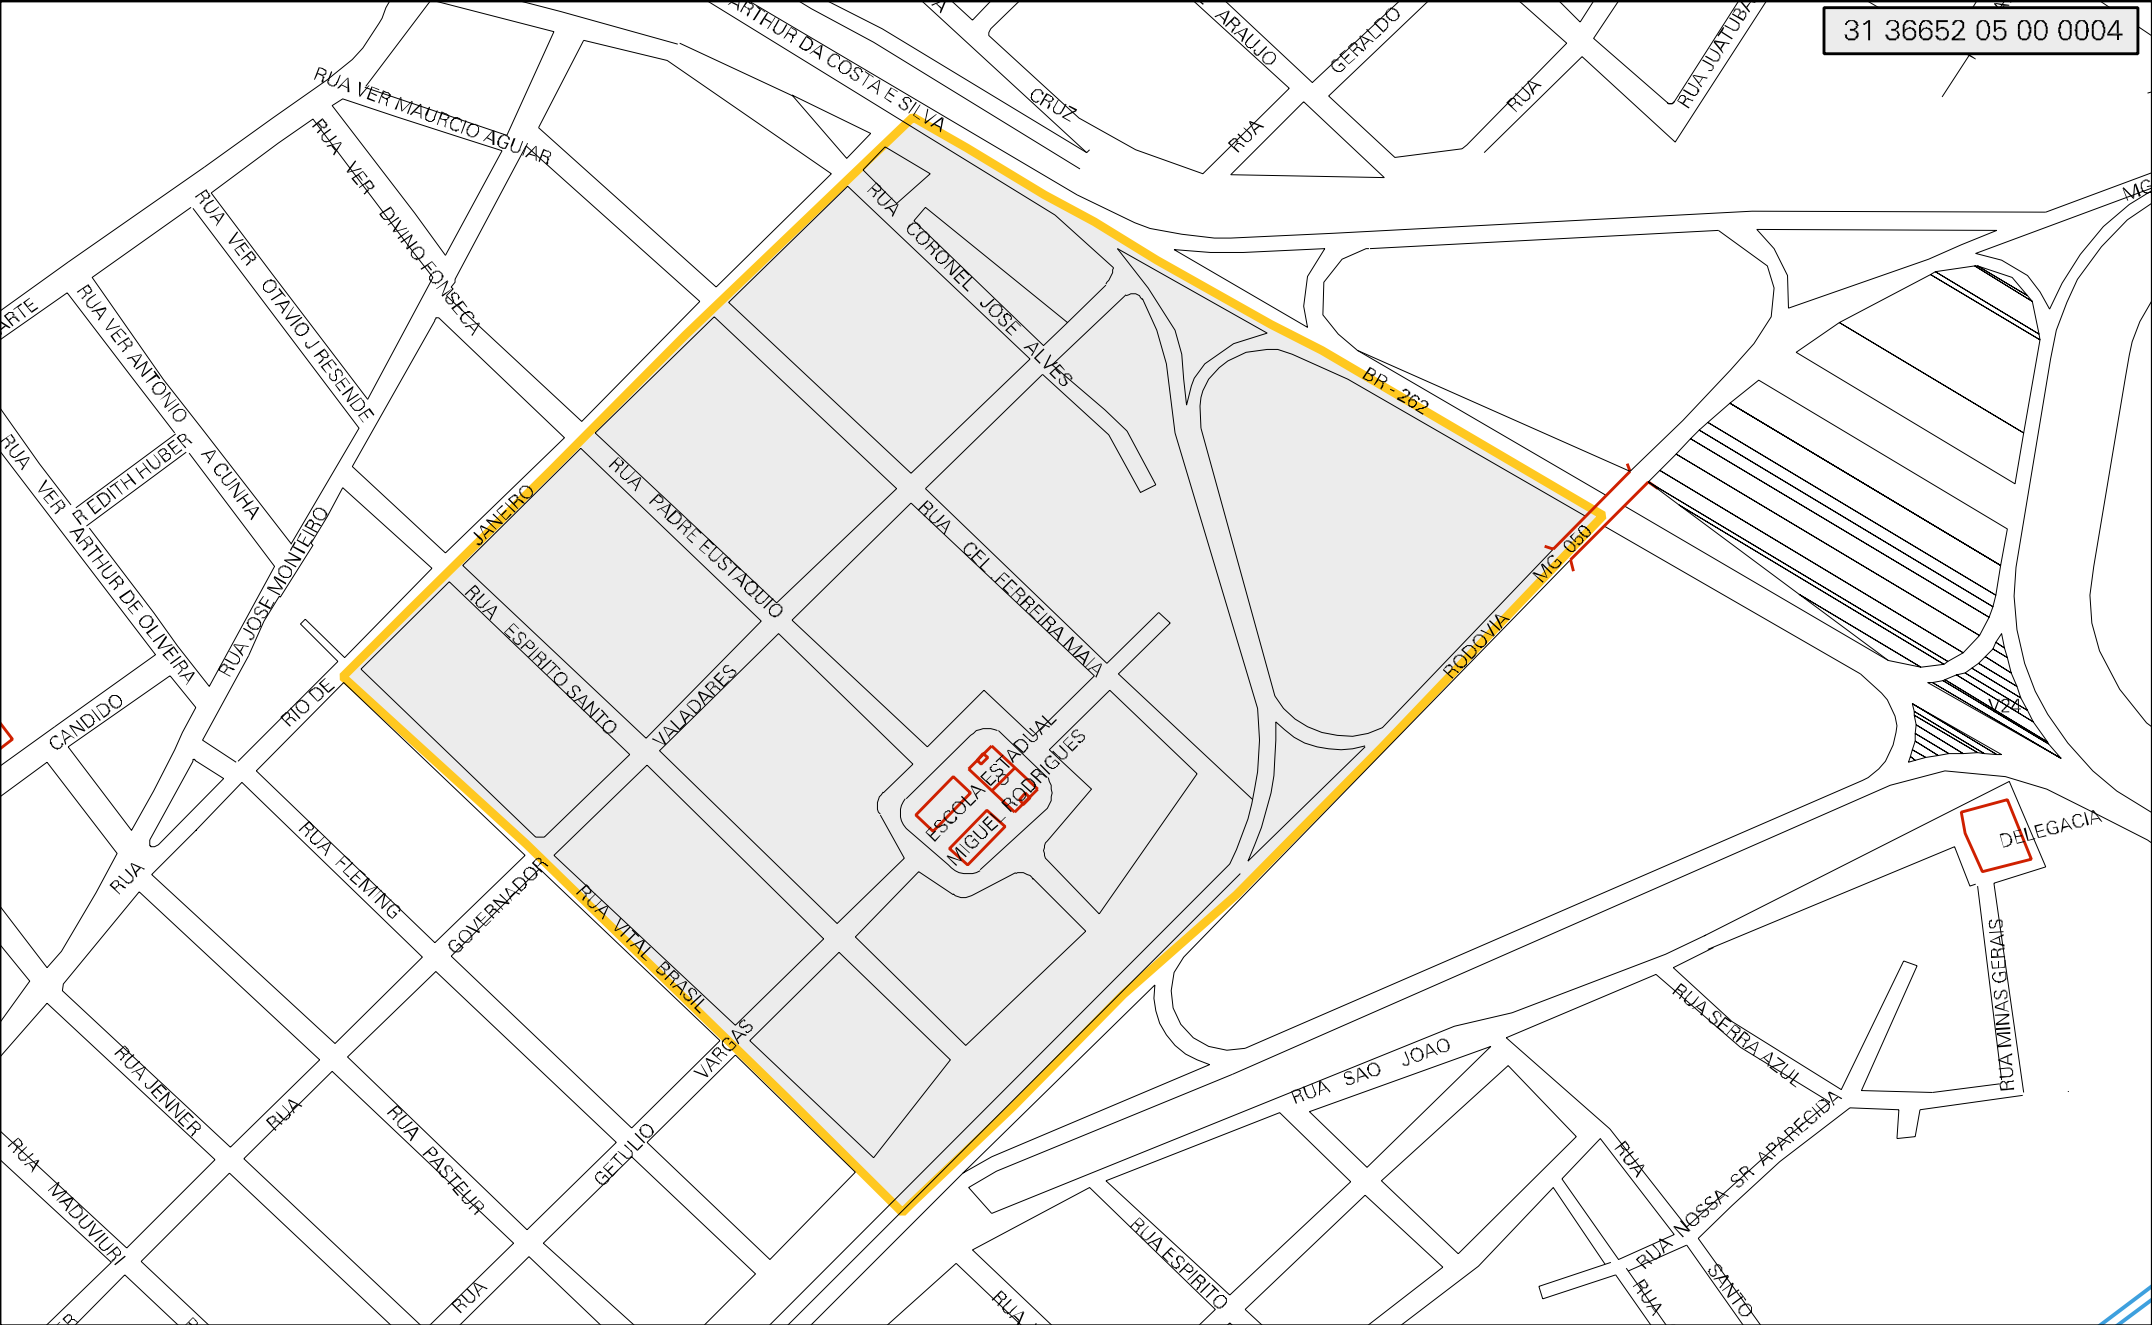 31 36652 05 00 0004
ARTHUR DA COSTA E SILVA
ARAUJO
GERALDO
CRUZ
RUA
RUA
RUA JUATUBA
RUA VER MAURCIO AGUIAR
RUA VER DIVINO FONSECA
RUA VER OTAVIO J RESENDE
RUA VER ANTONIO R A CUNHA
R EDITH HUBER
RUA VER ARTHUR DE OLIVEIRA
RUA JOSE MONTEIRO
CANDIDO
RUA CORONEL JOSE ALVES
BR - 262
MG 050
RODOVIA
RUA PADRE EUSTAQUIO
RUA CEL. FERREIRA MAIA
RUA ESPIRITO SANTO
RUA RIO DE JANEIRO
RUA GOVERNADOR VALADARES
ESCOLA ESTADUAL
MIGUEL RODRIGUES
RUA VITAL BRASIL
RUA FLEMING
RUA JENNER
RUA PASTEUR
RUA MADUVIURI
RUA GETULIO VARGAS
V24
DELEGACIA
RUA MINAS GERAIS
RUA SERRA AZUL
RUA SAO JOAO
RUA NOSSA SR APARECIDA
RUA ESPIRITO SANTO
RUA
RUA
RUA
MG